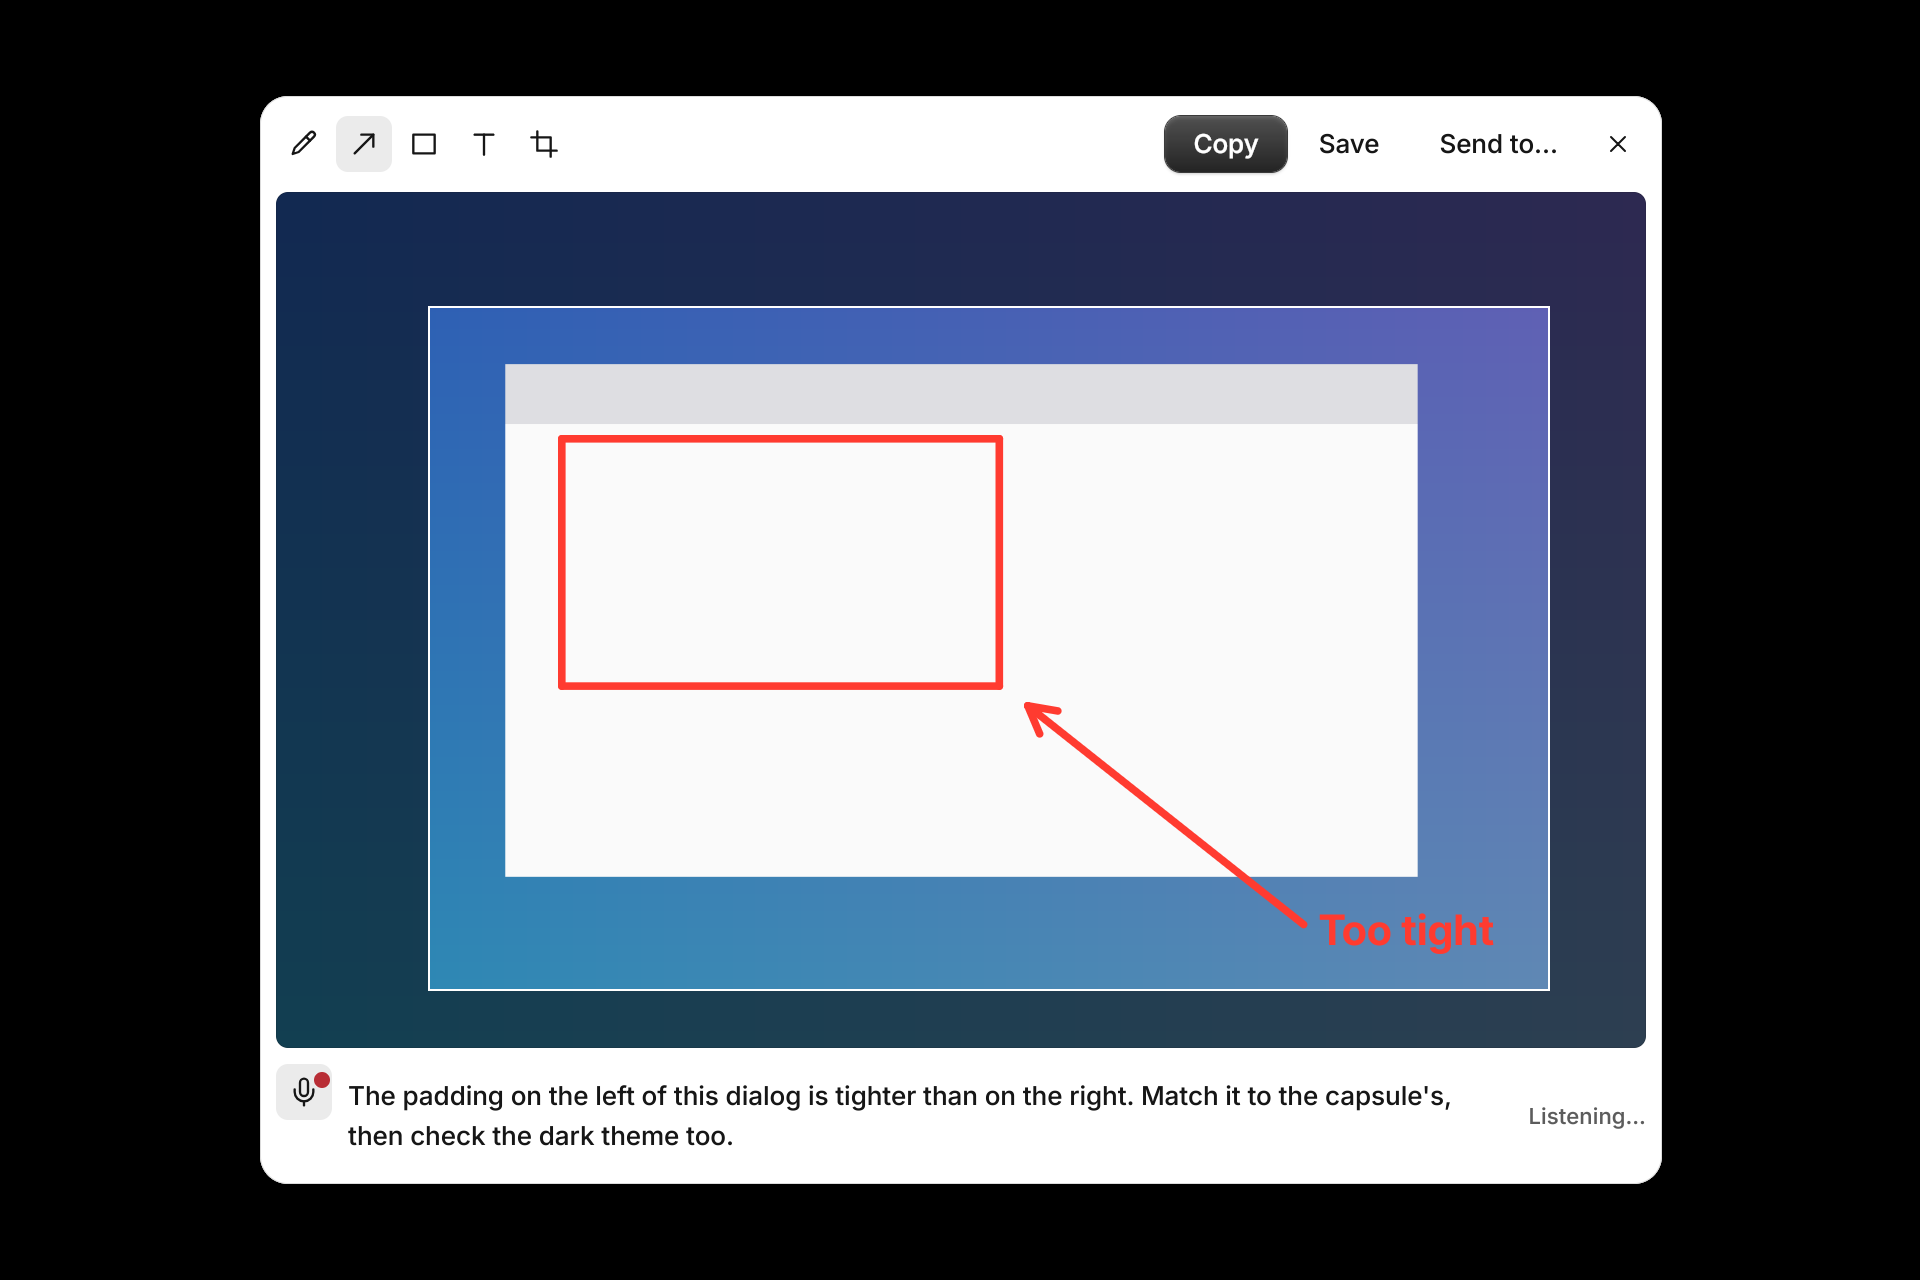 Copy Save Send to...
Too tight
The padding on the left of this dialog is tighter than on the right. Match it to the capsule's,
then check the dark theme too.
Listening...